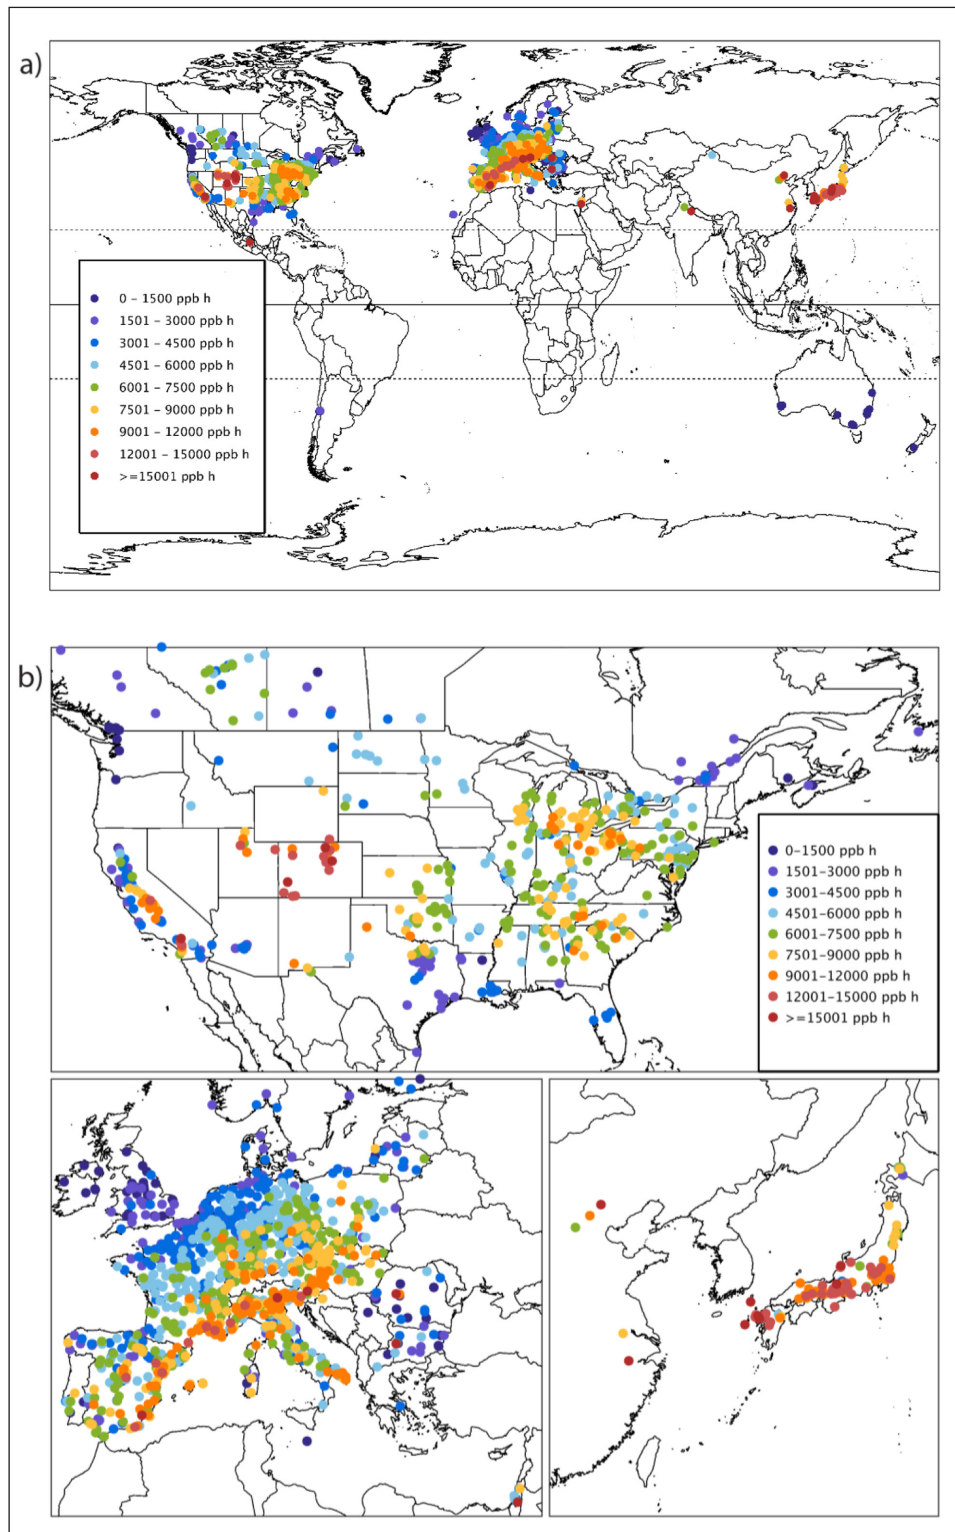 a)
0 – 1500 ppb h
1501 – 3000 ppb h
3001 – 4500 ppb h
4501 – 6000 ppb h
6001 – 7500 ppb h
7501 – 9000 ppb h
9001 – 12000 ppb h
12001 – 15000 ppb h
>=15001 ppb h
b)
0–1500 ppb h
1501–3000 ppb h
3001–4500 ppb h
4501–6000 ppb h
6001–7500 ppb h
7501–9000 ppb h
9001–12000 ppb h
12001–15000 ppb h
>=15001 ppb h